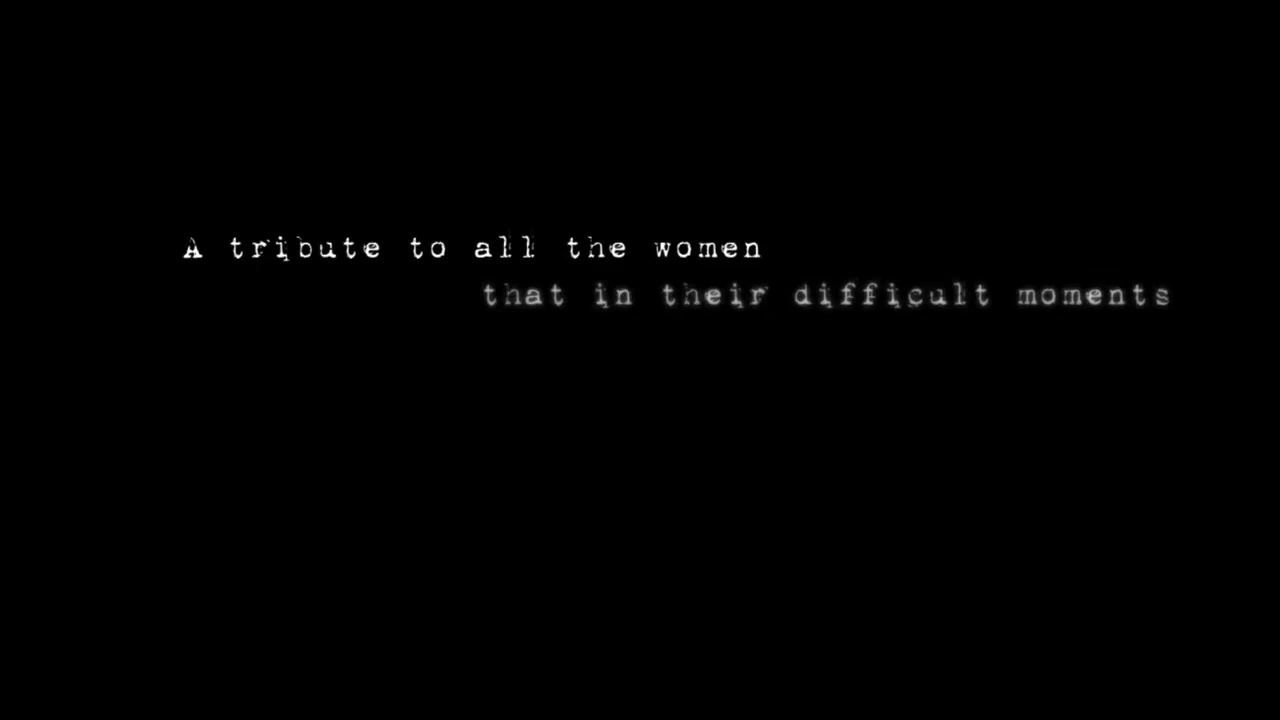 A tribute to all the women
that in their difficult moments